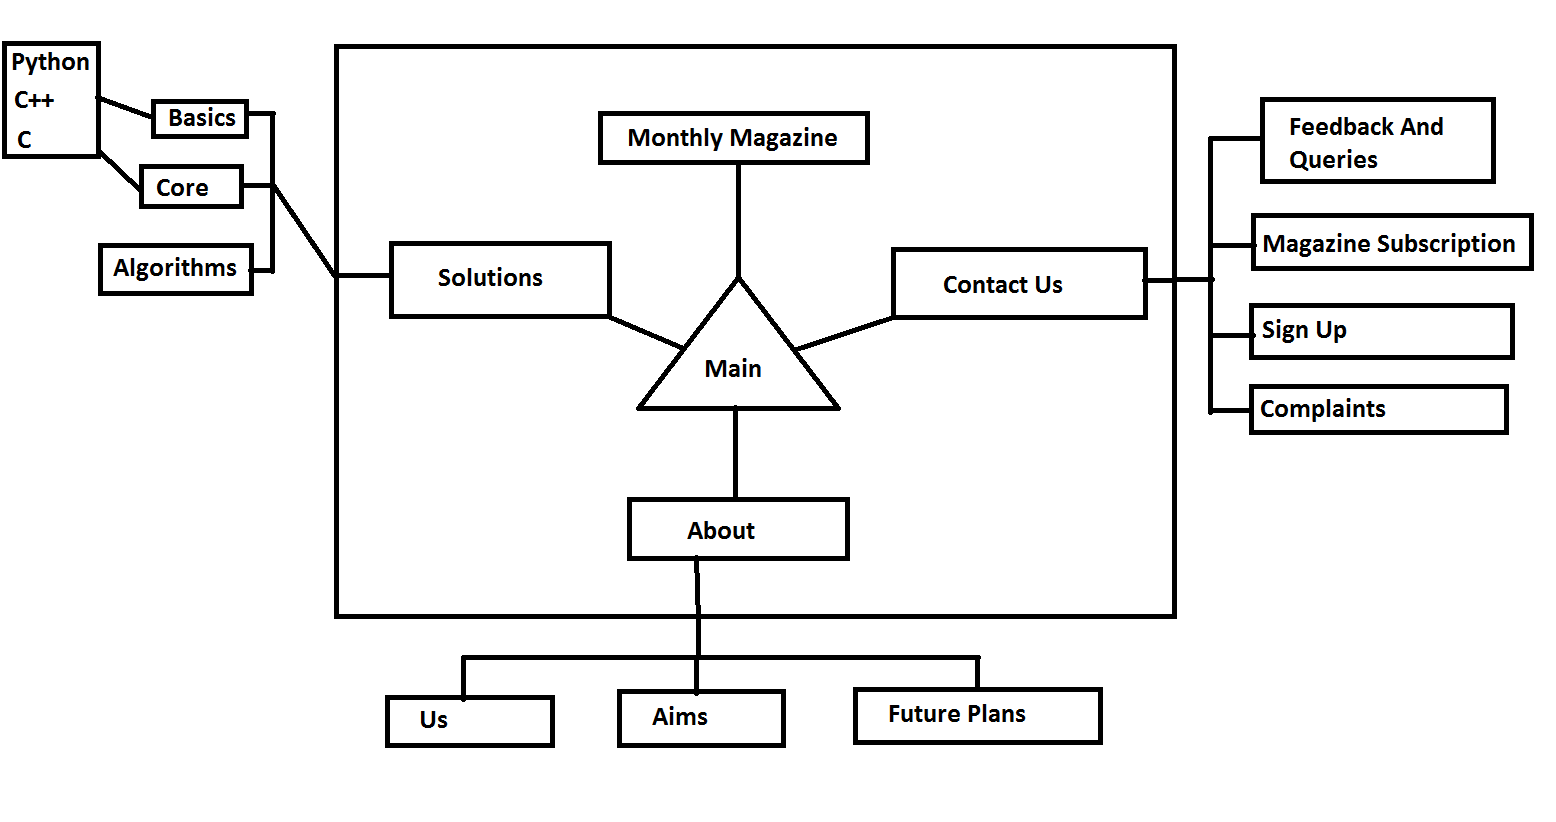 Python
C++
C
Basics
Core
Algorithms
Monthly Magazine
Solutions
Contact Us
Main
About
Feedback And
Queries
Magazine Subscription
Sign Up
Complaints
Us
Aims
Future Plans